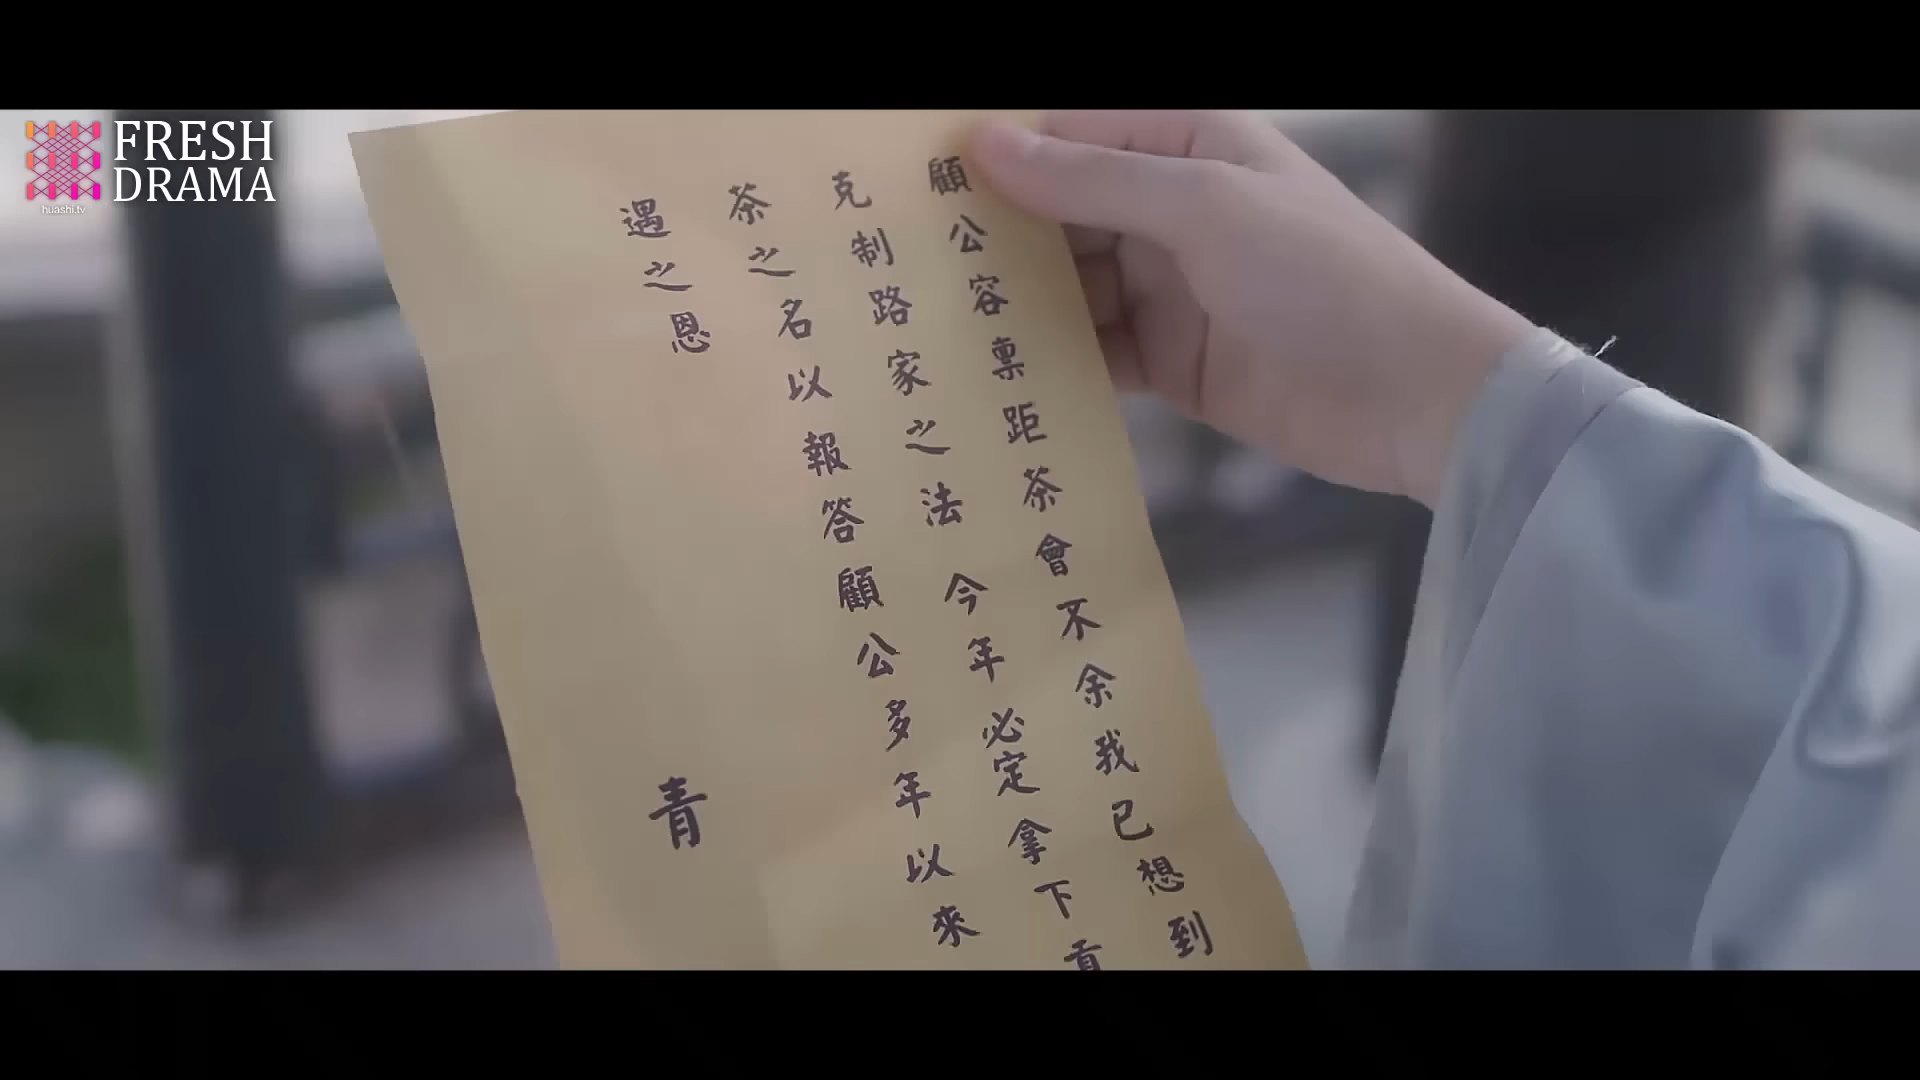 FRESH
DRAMA
huashi.tv
顧公容禀距茶會不余我已想到
克制路家之法 今年必定拿下貢
茶之名以報答顧公多年以來
遇之恩
青